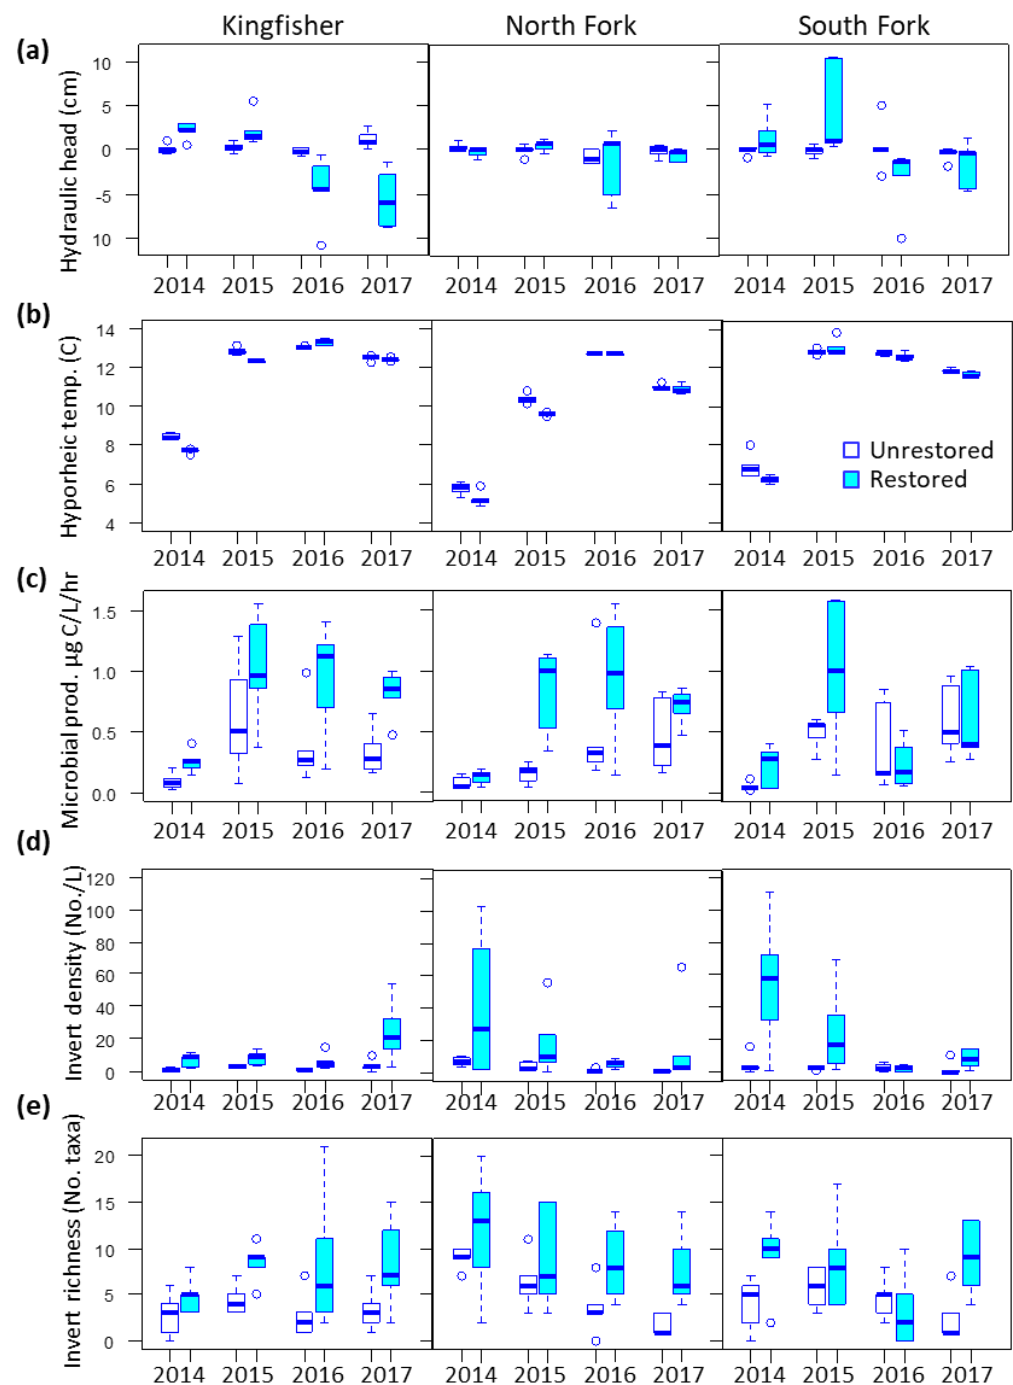 Kingfisher North Fork South Fork
(a)
Hydraulic head (cm)
10
5
0
-5
10
2014 2015 2016 2017 2014 2015 2016 2017 2014 2015 2016 2017
(b)
Hyporheic temp. (C)
14
12
10
8
6
4
Unrestored
Restored
2014 2015 2016 2017 2014 2015 2016 2017 2014 2015 2016 2017
(c)
Microbial prod. µg C/L/hr
1.5
1.0
0.5
0.0
2014 2015 2016 2017 2014 2015 2016 2017 2014 2015 2016 2017
(d)
Invert density (No./L)
120
100
80
60
40
20
0
2014 2015 2016 2017 2014 2015 2016 2017 2014 2015 2016 2017
(e)
Invert richness (No. taxa)
20
15
10
5
0
2014 2015 2016 2017 2014 2015 2016 2017 2014 2015 2016 2017